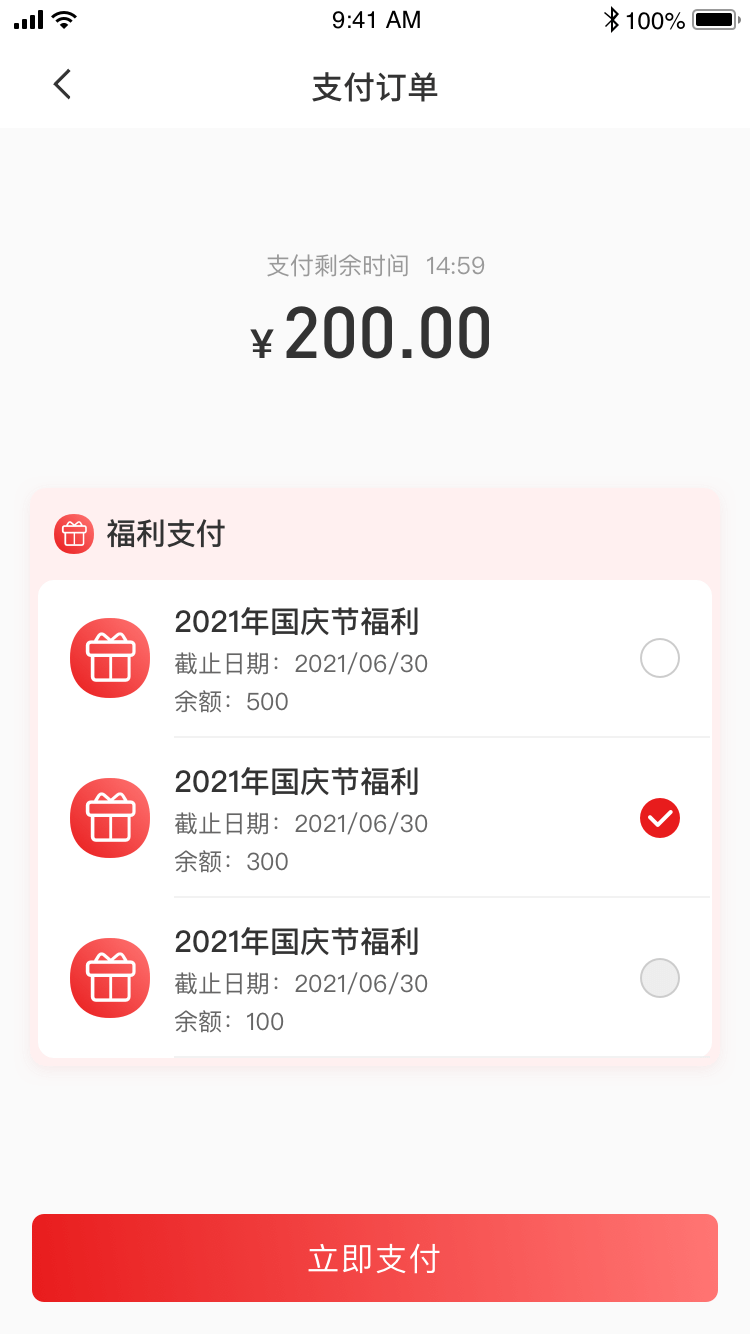 9:41 AM
100%
支付订单
支付剩余时间 14:59
¥200.00
福利支付
2021年国庆节福利
截止日期：2021/06/30
余额：500
2021年国庆节福利
截止日期：2021/06/30
余额：300
2021年国庆节福利
截止日期：2021/06/30
余额：100
立即支付